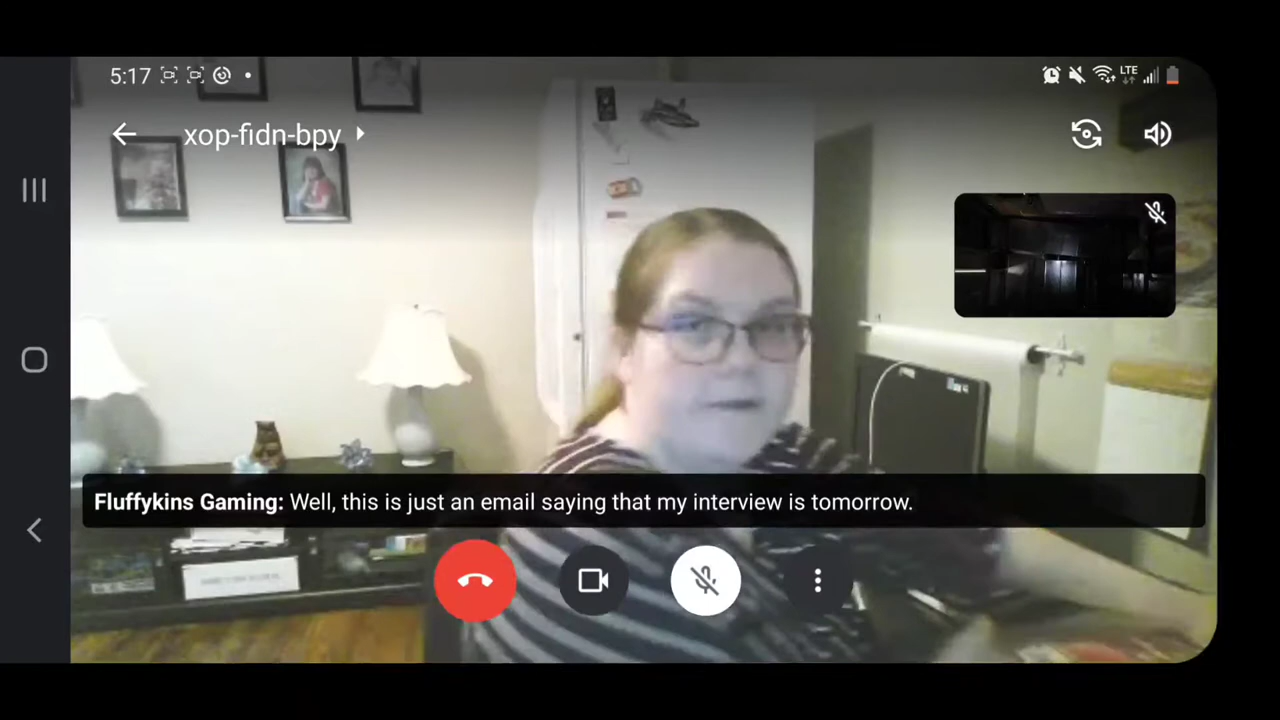 5:17
LTE
xop-fidn-bpy
Fluffykins Gaming: Well, this is just an email saying that my interview is tomorrow.